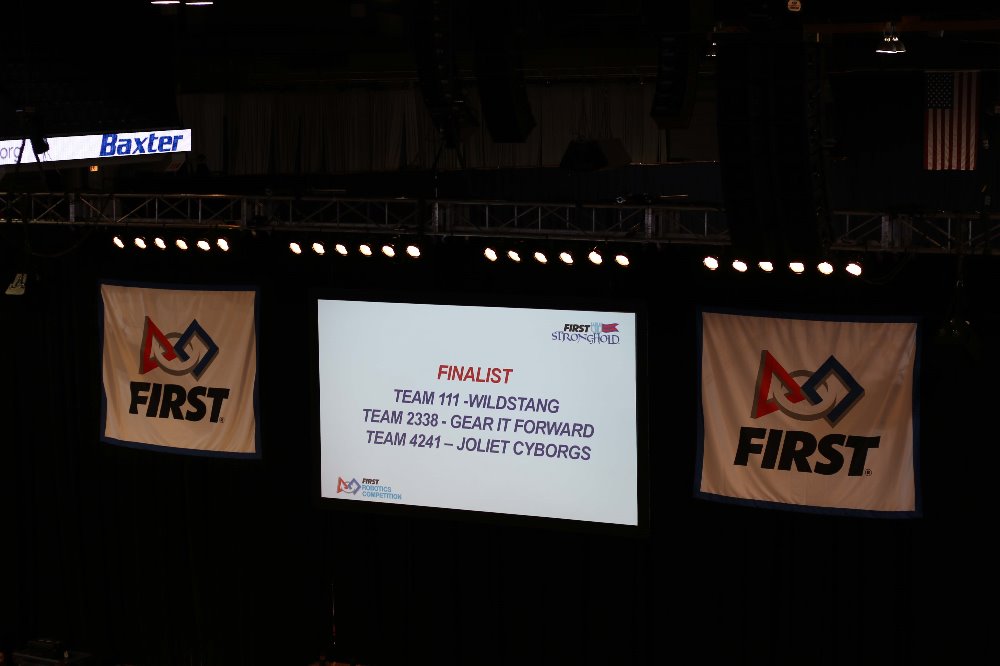 org
Baxter
FIRST®
FIRST
STRONGHOLD
FINALIST
TEAM 111 -WILDSTANG
TEAM 2338 - GEAR IT FORWARD
TEAM 4241 – JOLIET CYBORGS
FIRST
ROBOTICS
COMPETITION
FIRST®